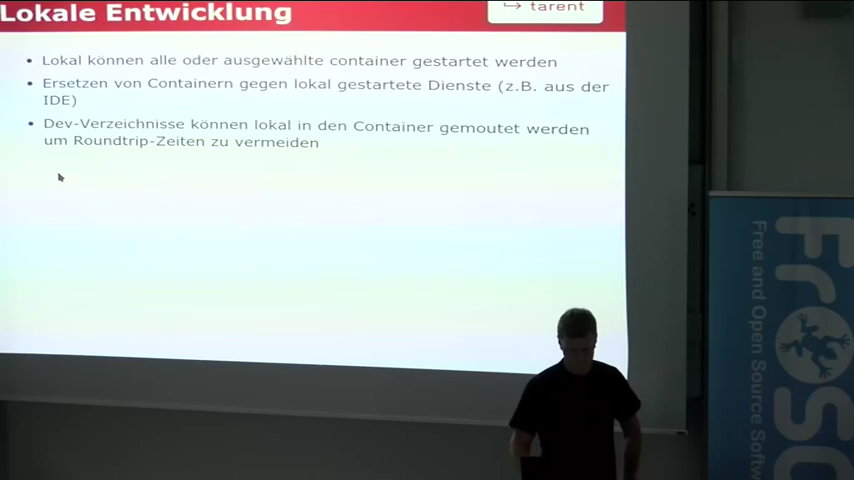 Lokale Entwicklung
tarent
Lokal können alle oder ausgewählte container gestartet werden
Ersetzen von Containern gegen lokal gestartete Dienste (z.B. aus der
IDE)
Dev-Verzeichnisse können lokal in den Container gemoutet werden
um Roundtrip-Zeiten zu vermeiden
FrOSC
Free and Open Source Softw